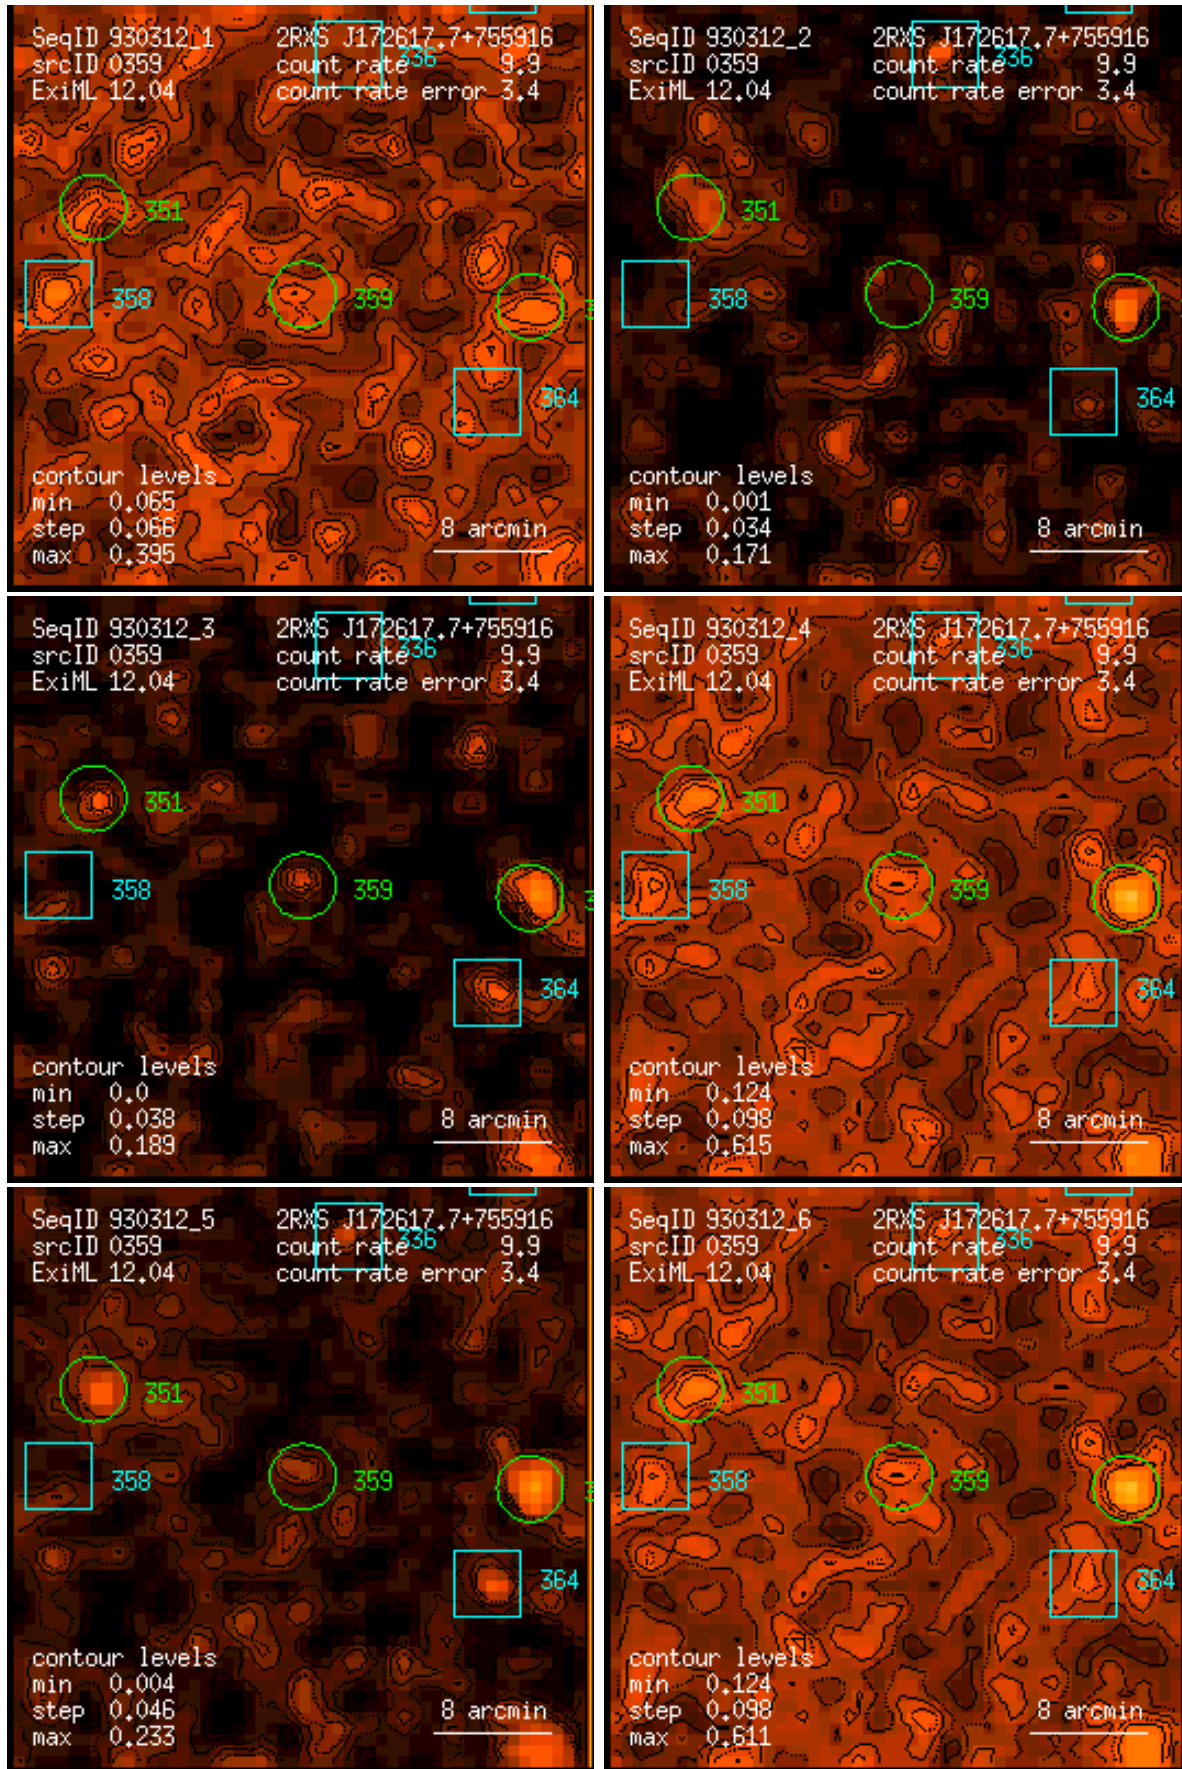 SeqID 930312_1 2RXS J172617.7+755916
srcID 0359 count rate 9.9
336
ExiML 12.04 count rate error 3.4
351
358 359
364
contour levels
min 0.065
step 0.066 8 arcmin
max 0.395
SeqID 930312_2 2RXS J172617.7+755916
srcID 0359 count rate 9.9
336
ExiML 12.04 count rate error 3.4
351
358 359
364
contour levels
min 0.001
step 0.034 8 arcmin
max 0.171
SeqID 930312_3 2RXS J172617.7+755916
srcID 0359 count rate 9.9
336
ExiML 12.04 count rate error 3.4
351
358 359
364
contour levels
min 0.0
step 0.038 8 arcmin
max 0.189
SeqID 930312_4 2RXS J172617.7+755916
srcID 0359 count rate 9.9
336
ExiML 12.04 count rate error 3.4
351
358 359
364
contour levels
min 0.124
step 0.098 8 arcmin
max 0.615
SeqID 930312_5 2RXS J172617.7+755916
srcID 0359 count rate 9.9
336
ExiML 12.04 count rate error 3.4
351
358 359
364
contour levels
min 0.004
step 0.046 8 arcmin
max 0.233
SeqID 930312_6 2RXS J172617.7+755916
srcID 0359 count rate 9.9
336
ExiML 12.04 count rate error 3.4
351
358 359
364
contour levels
min 0.124
step 0.098 8 arcmin
max 0.611